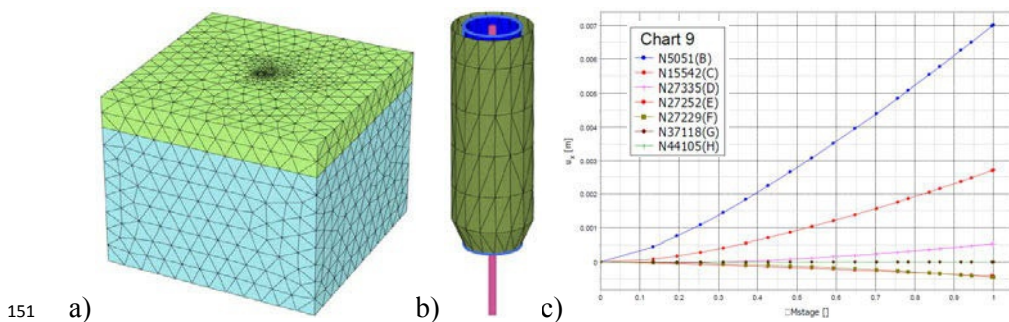 0.007
0.006
0.005
0.004
0.003
0.002
0.001
0
u_x [m]
Chart 9
N5051(B)
N15542(C)
N27335(D)
N27252(E)
N27229(F)
N37118(G)
N44105(H)
0 0.1 0.2 0.3 0.4 0.5 0.6 0.7 0.8 0.9 1
□Mstage []
151 a) b) c)